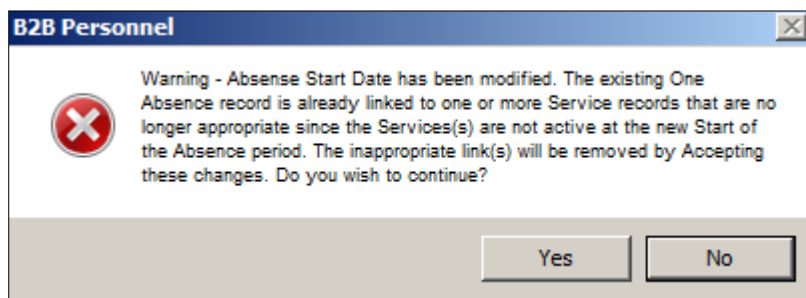 B2B Personnel
Warning - Absense Start Date has been modified. The existing One
Absence record is already linked to one or more Service records that are no
longer appropriate since the Services(s) are not active at the new Start of
the Absence period. The inappropriate link(s) will be removed by Accepting
these changes. Do you wish to continue?
Yes
No